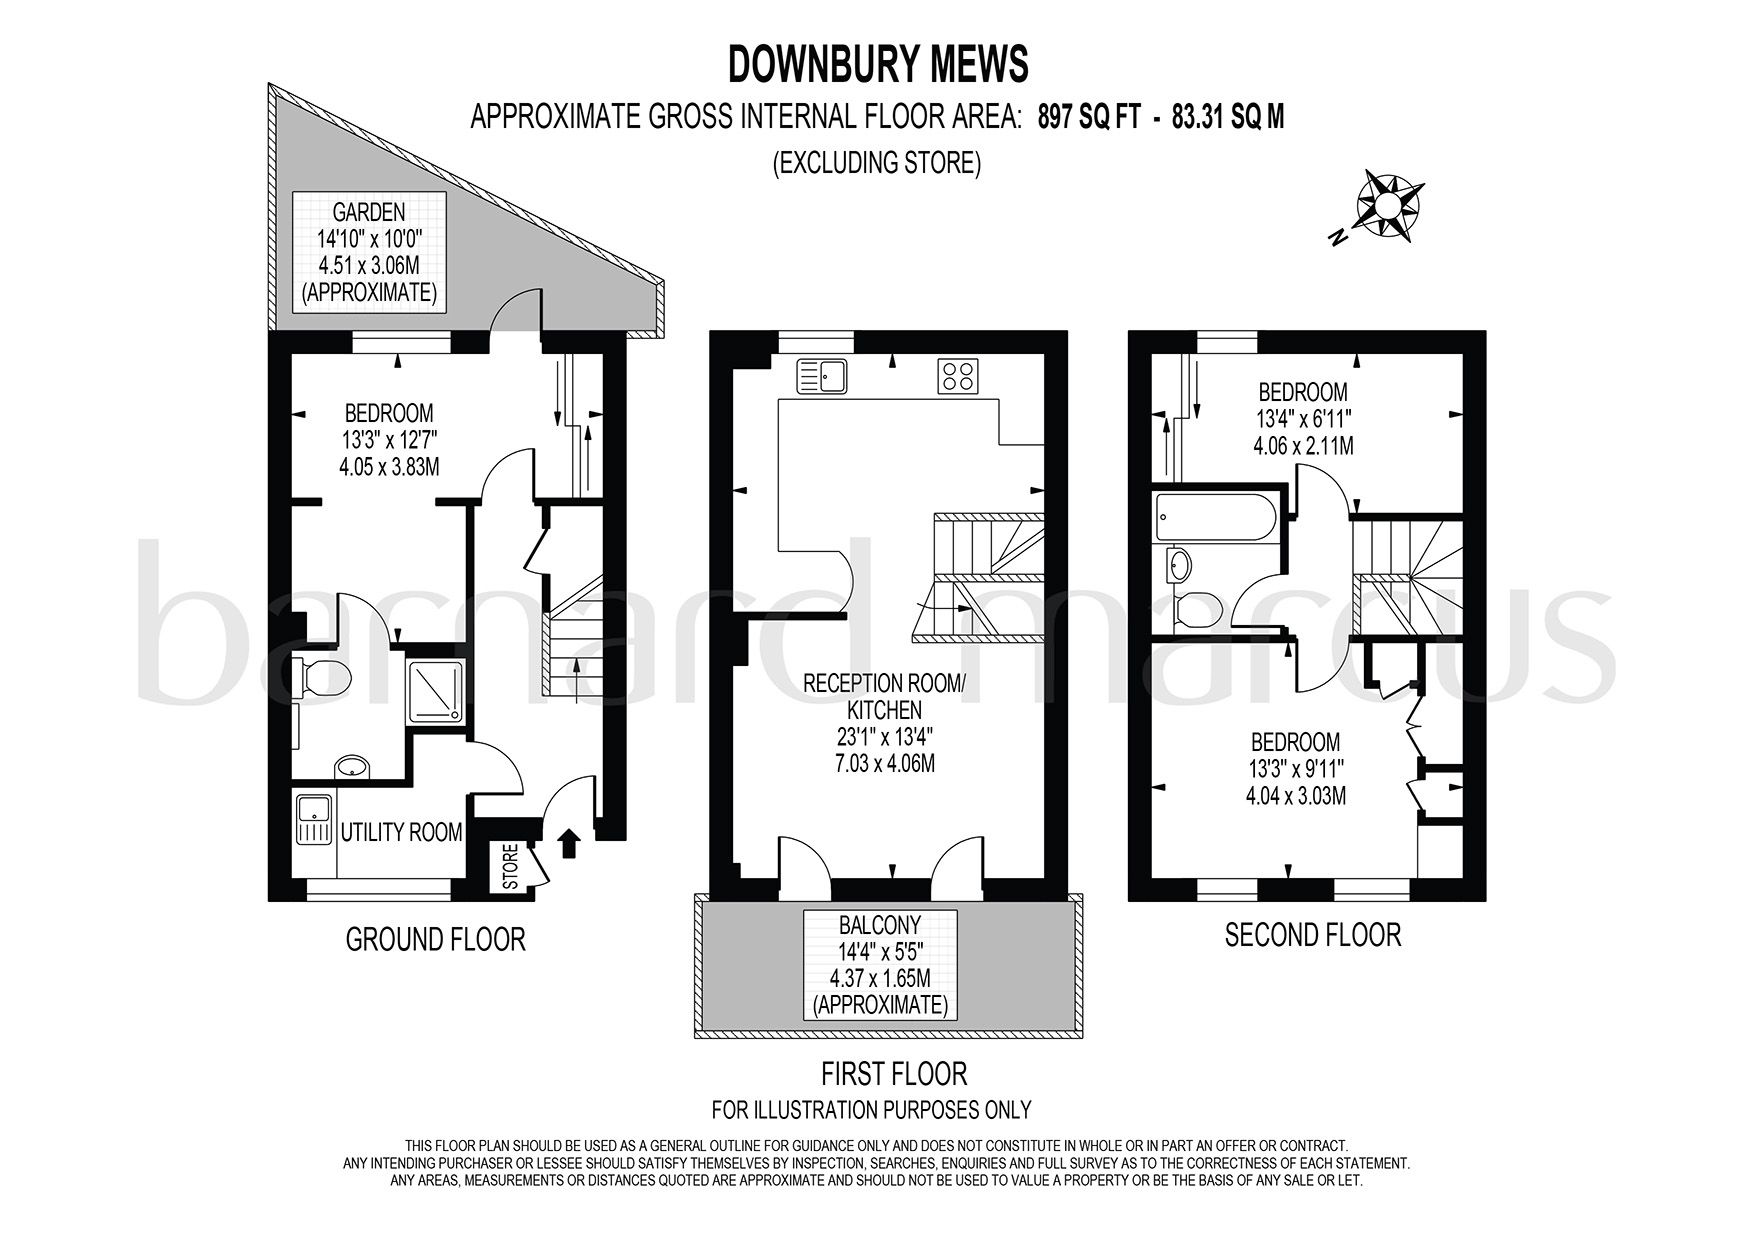 DOWNBURY MEWS
APPROXIMATE GROSS INTERNAL FLOOR AREA: 897 SQ FT - 83.31 SQ M
(EXCLUDING STORE)
N
GARDEN
14'10" x 10'0"
4.51 x 3.06M
(APPROXIMATE)
BEDROOM
13'3" x 12'7"
4.05 x 3.83M
UTILITY ROOM
STORE
GROUND FLOOR
RECEPTION ROOM/
KITCHEN
23'1" x 13'4"
7.03 x 4.06M
BALCONY
14'4" x 5'5"
4.37 x 1.65M
(APPROXIMATE)
FIRST FLOOR
BEDROOM
13'4" x 6'11"
4.06 x 2.11M
BEDROOM
13'3" x 9'11"
4.04 x 3.03M
SECOND FLOOR
barnard marcus
FOR ILLUSTRATION PURPOSES ONLY
THIS FLOOR PLAN SHOULD BE USED AS A GENERAL OUTLINE FOR GUIDANCE ONLY AND DOES NOT CONSTITUTE IN WHOLE OR IN PART AN OFFER OR CONTRACT.
ANY INTENDING PURCHASER OR LESSEE SHOULD SATISFY THEMSELVES BY INSPECTION, SEARCHES, ENQUIRIES AND FULL SURVEY AS TO THE CORRECTNESS OF EACH STATEMENT.
ANY AREAS, MEASUREMENTS OR DISTANCES QUOTED ARE APPROXIMATE AND SHOULD NOT BE USED TO VALUE A PROPERTY OR BE THE BASIS OF ANY SALE OR LET.